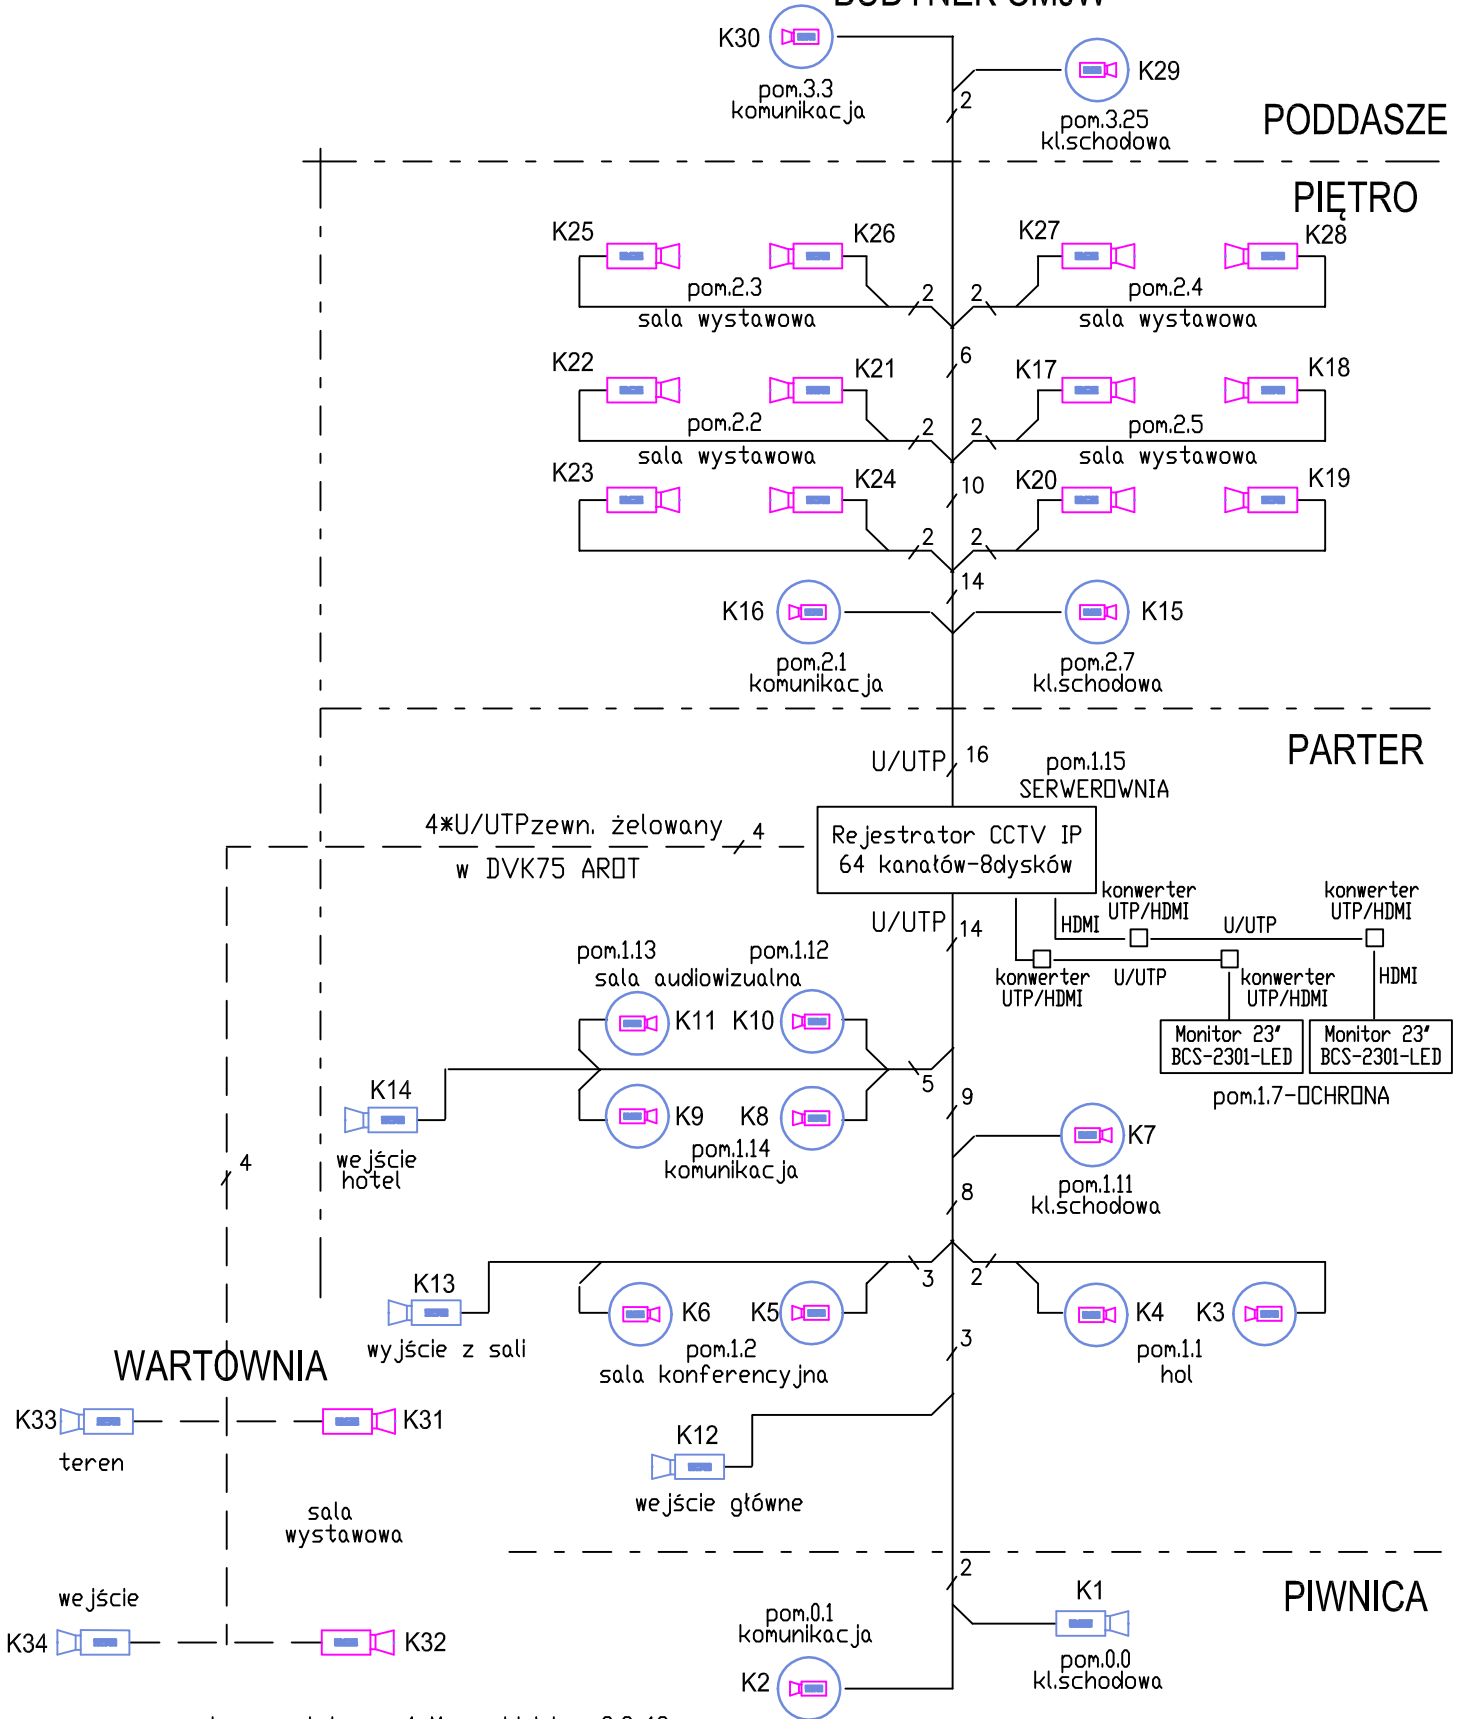 K30
pom.3.3
komunikacja
K29
pom.3.25
kl.schodowa
2
PODDASZE
PIĘTRO
K25
K26
K27
K28
pom.2.3
sala wystawowa
2
2
pom.2.4
sala wystawowa
6
K22
K21
K17
K18
pom.2.2
sala wystawowa
2
2
pom.2.5
sala wystawowa
10
K23
K24
K20
K19
2
2
14
K16
K15
pom.2.1
komunikacja
pom.2.7
kl.schodowa
PARTER
U/UTP
16
pom.1.15
SERWEROWNIA
4*U/UTPzewn. żelowany
4
w DVK75 AROT
Rejestrator CCTV IP
64 kanałów-8dysków
U/UTP
14
HDMI
konwerter
UTP/HDMI
U/UTP
konwerter
UTP/HDMI
konwerter
UTP/HDMI
U/UTP
konwerter
UTP/HDMI
HDMI
Monitor 23"
BCS-2301-LED
Monitor 23"
BCS-2301-LED
pom.1.7-OCHRONA
pom.1.13
pom.1.12
sala audiowizualna
K11
K10
5
9
K14
K9
K8
wejście
hotel
pom.1.14
komunikacja
K7
pom.1.11
kl.schodowa
4
8
3
2
K13
K6
K5
K4
K3
wyjście z sali
pom.1.2
sala konferencyjna
3
pom.1.1
hol
WARTOWNIA
K33
K31
teren
K12
wejście główne
sala
wystawowa
wejście
K34
K32
2
PIWNICA
K1
pom.0.0
kl.schodowa
pom.0.1
komunikacja
K2